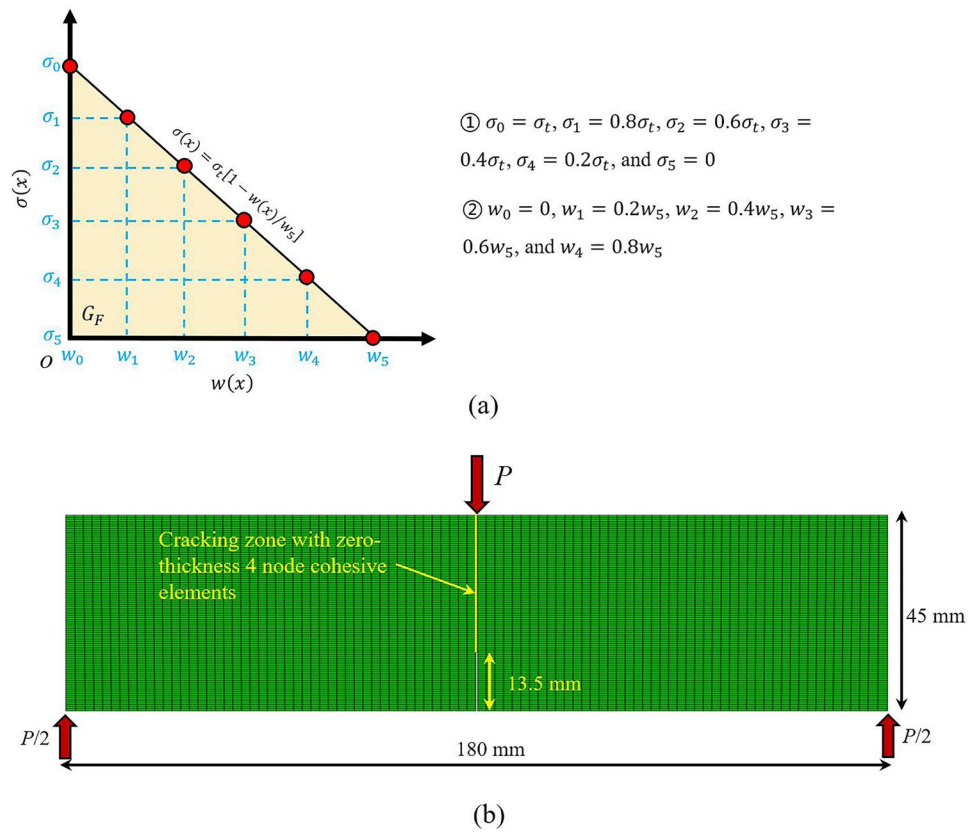 σ(x)
σ₀
σ₁
σ₂
σ₃
σ₄
σ₅
σ(x) = σₜ[1 − w(x)/w₅]
G_F
O
w₀ w₁ w₂ w₃ w₄ w₅
w(x)
① σ₀ = σₜ, σ₁ = 0.8σₜ, σ₂ = 0.6σₜ, σ₃ =
0.4σₜ, σ₄ = 0.2σₜ, and σ₅ = 0
② w₀ = 0, w₁ = 0.2w₅, w₂ = 0.4w₅, w₃ =
0.6w₅, and w₄ = 0.8w₅
(a)
P
Cracking zone with zero-
thickness 4 node cohesive
elements
45 mm
13.5 mm
P/2
P/2
180 mm
(b)